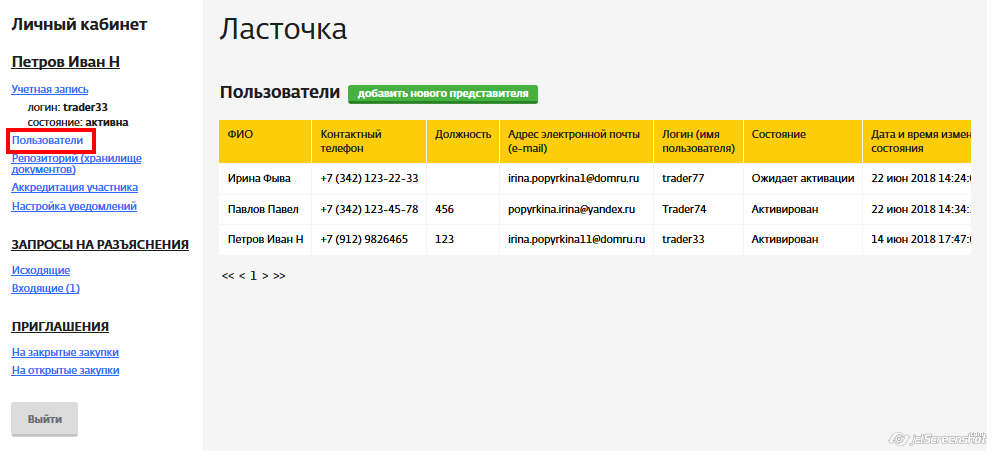 Личный кабинет
Петров Иван Н
Учетная запись
логин: trader33
состояние: активна
Пользователи
Репозиторий (хранилище
документов)
Аккредитация участника
Настройка уведомлений
ЗАПРОСЫ НА РАЗЪЯСНЕНИЯ
Исходящие
Входящие (1)
ПРИГЛАШЕНИЯ
На закрытые закупки
На открытые закупки
Выйти
Ласточка
Пользователи добавить нового представителя
ФИО Контактный телефон Должность Адрес электронной почты (e-mail) Логин (имя пользователя) Состояние Дата и время измен состояния
Ирина Фыва +7 (342) 123-22-33 irina.popyrkina1@domru.ru trader77 Ожидает активации 22 июн 2018 14:24:
Павлов Павел +7 (342) 123-45-78 456 popyrkina.irina@yandex.ru Trader74 Активирован 22 июн 2018 14:34:
Петров Иван Н +7 (912) 9826465 123 irina.popyrkina11@domru.ru trader33 Активирован 14 июн 2018 17:47:
<< < 1 > >>
jetScreenshot